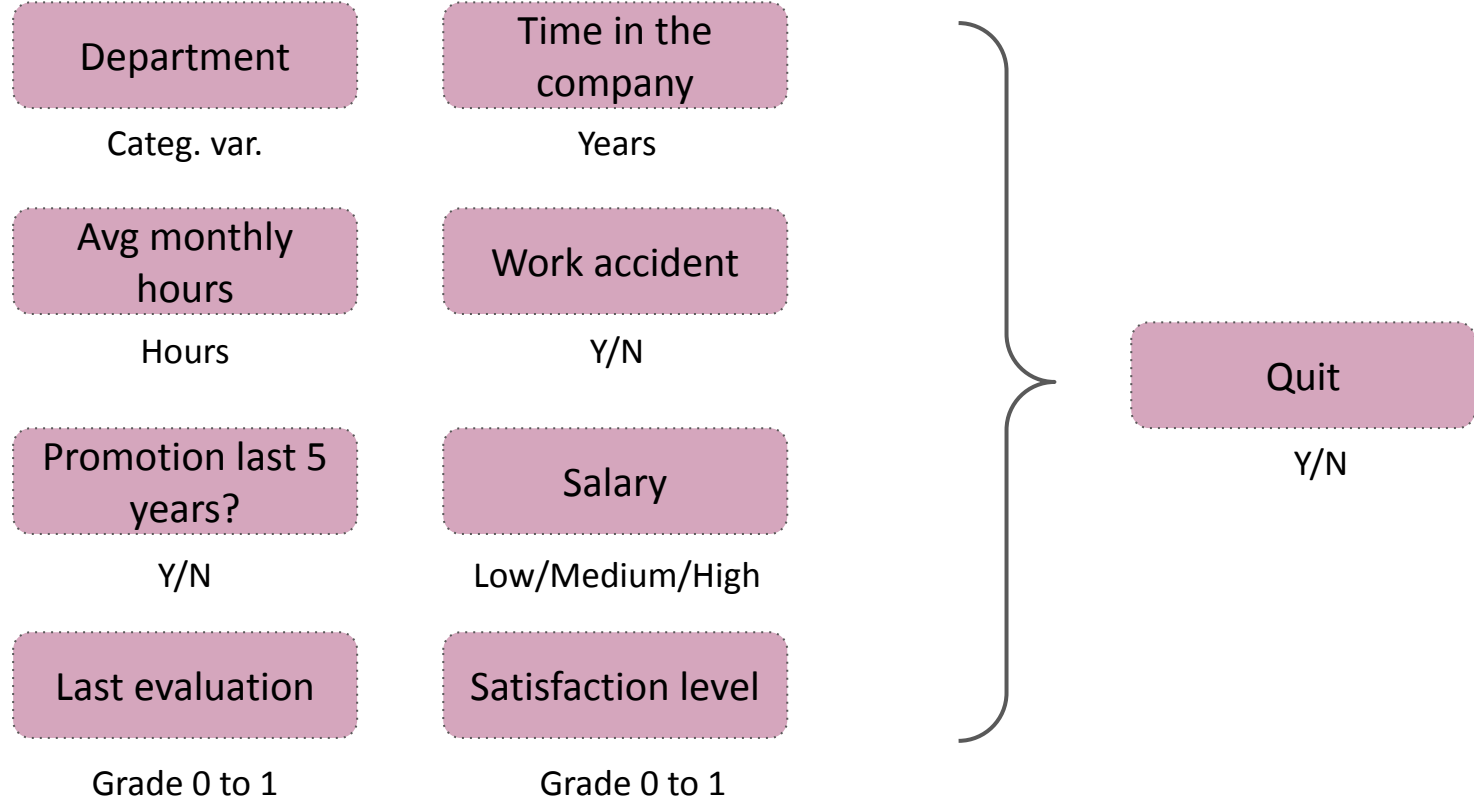 Department
Categ. var.
Time in the
company
Years
Avg monthly
hours
Hours
Work accident
Y/N
Promotion last 5
years?
Y/N
Salary
Low/Medium/High
Last evaluation
Grade 0 to 1
Satisfaction level
Grade 0 to 1
Quit
Y/N